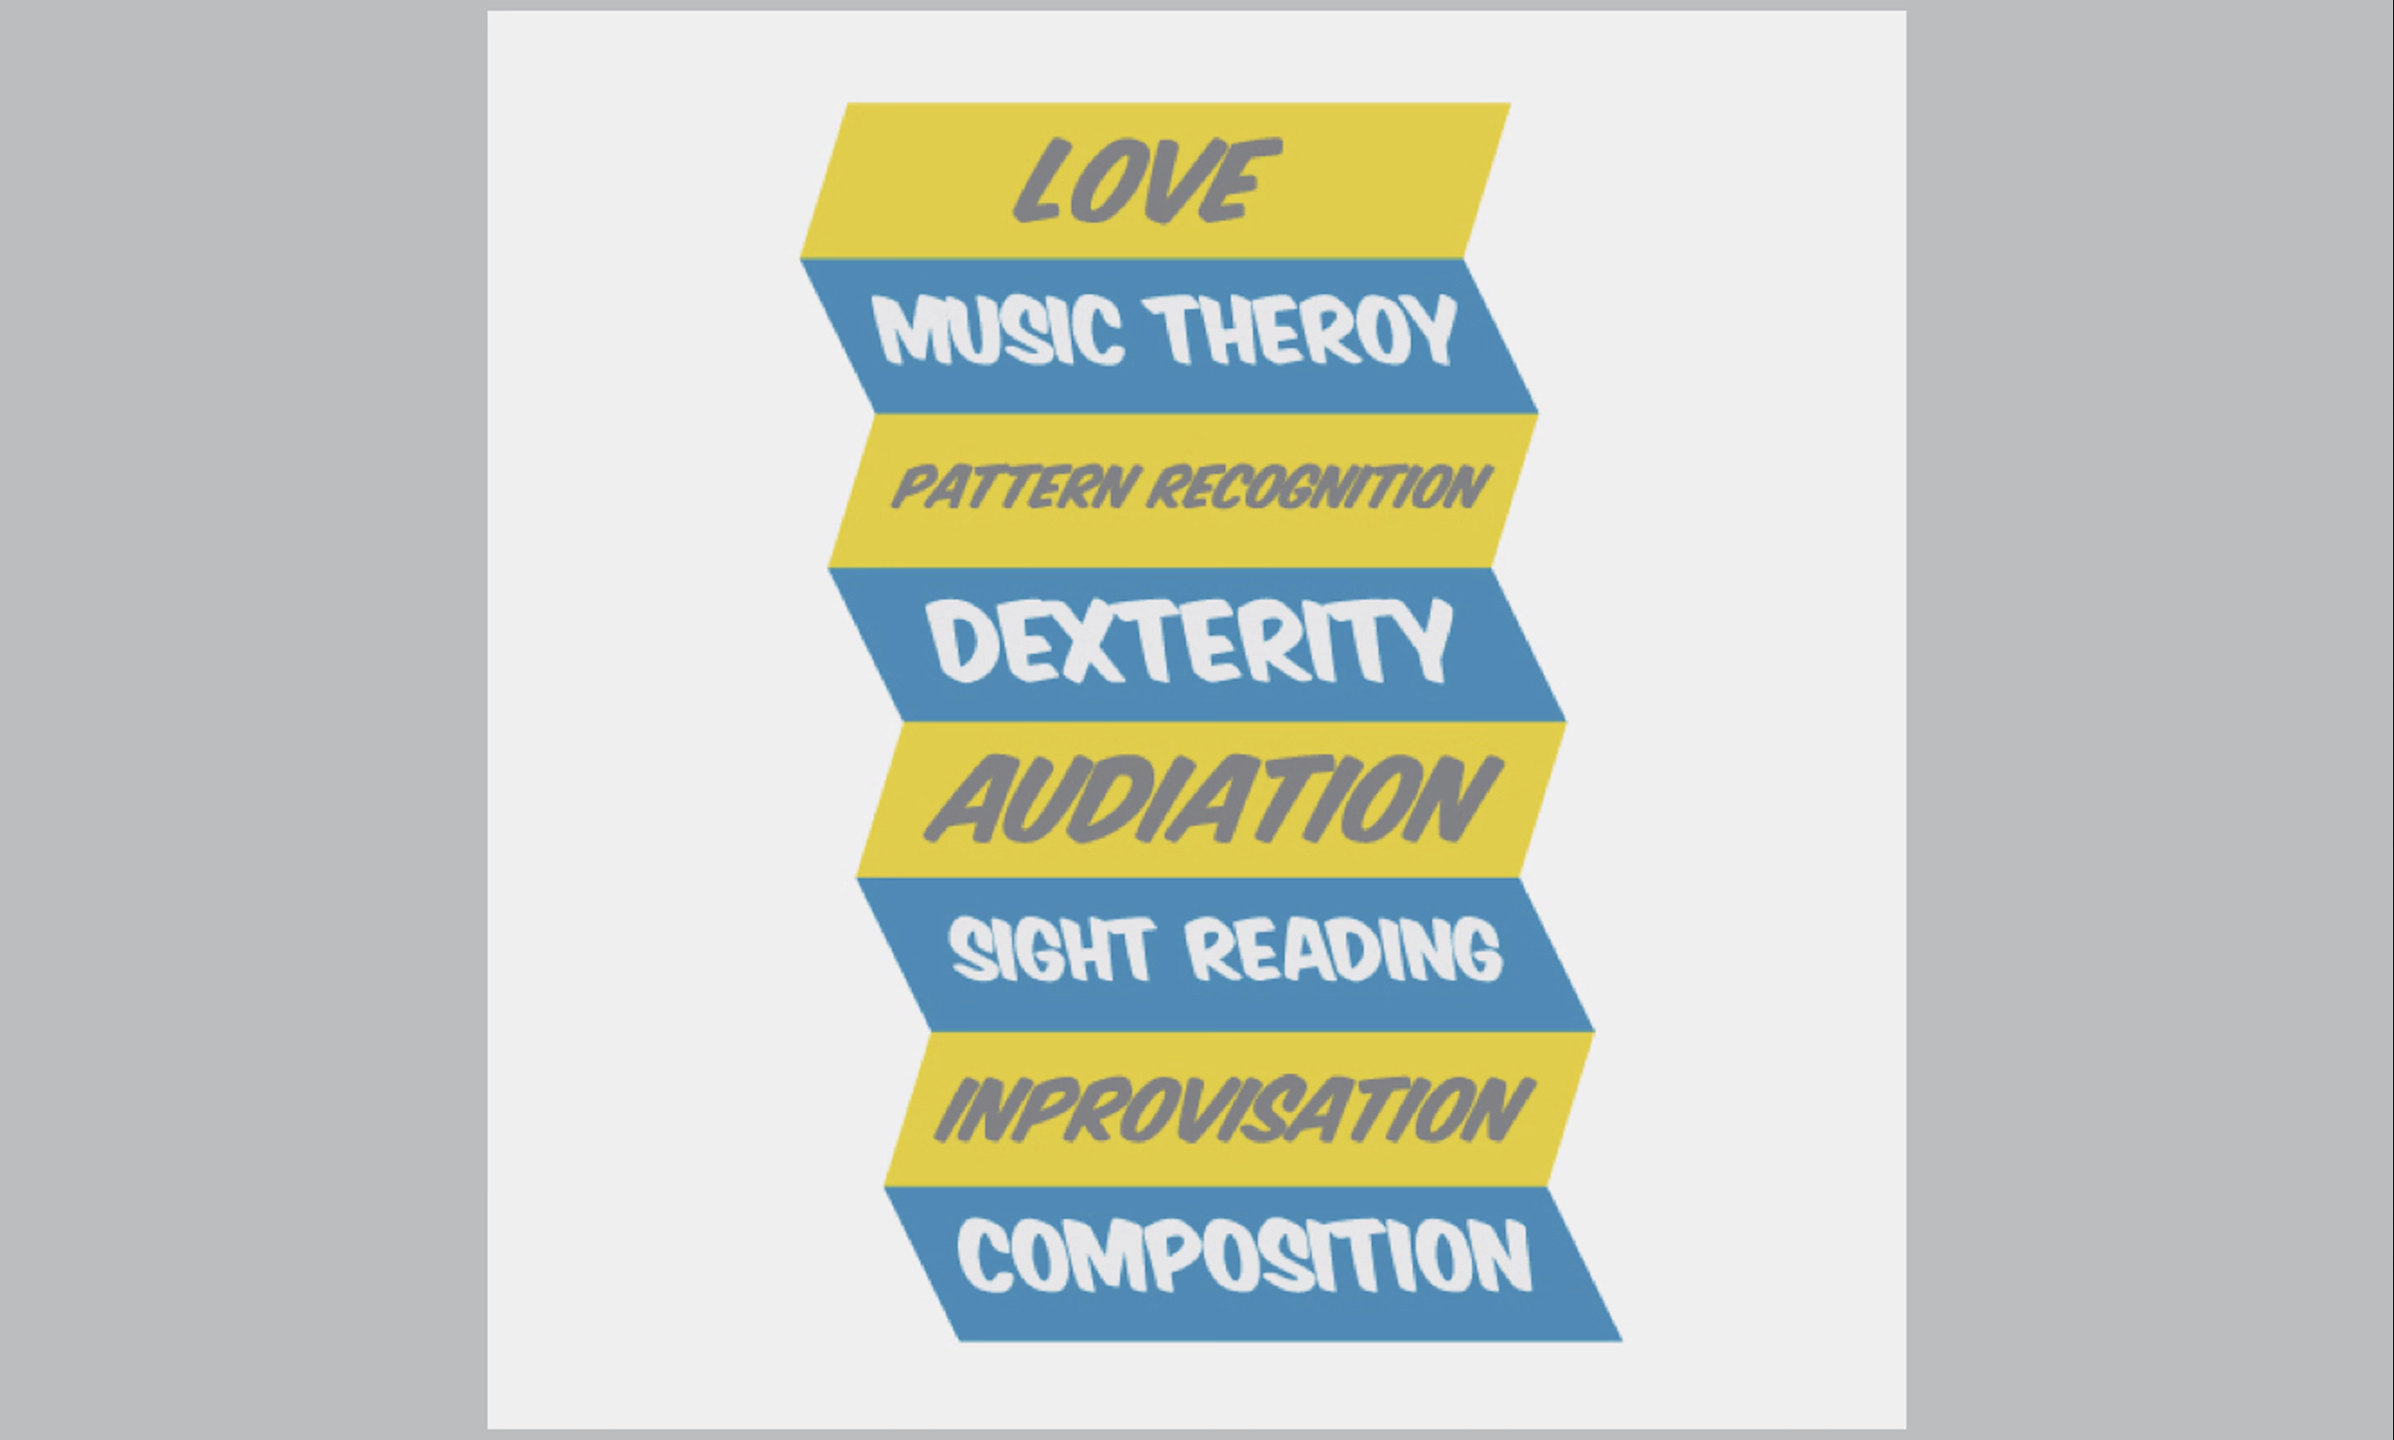 LOVE
MUSIC THEROY
PATTERN RECOGNITION
DEXTERITY
AUDIATION
SIGHT READING
INPROVISATION
COMPOSITION